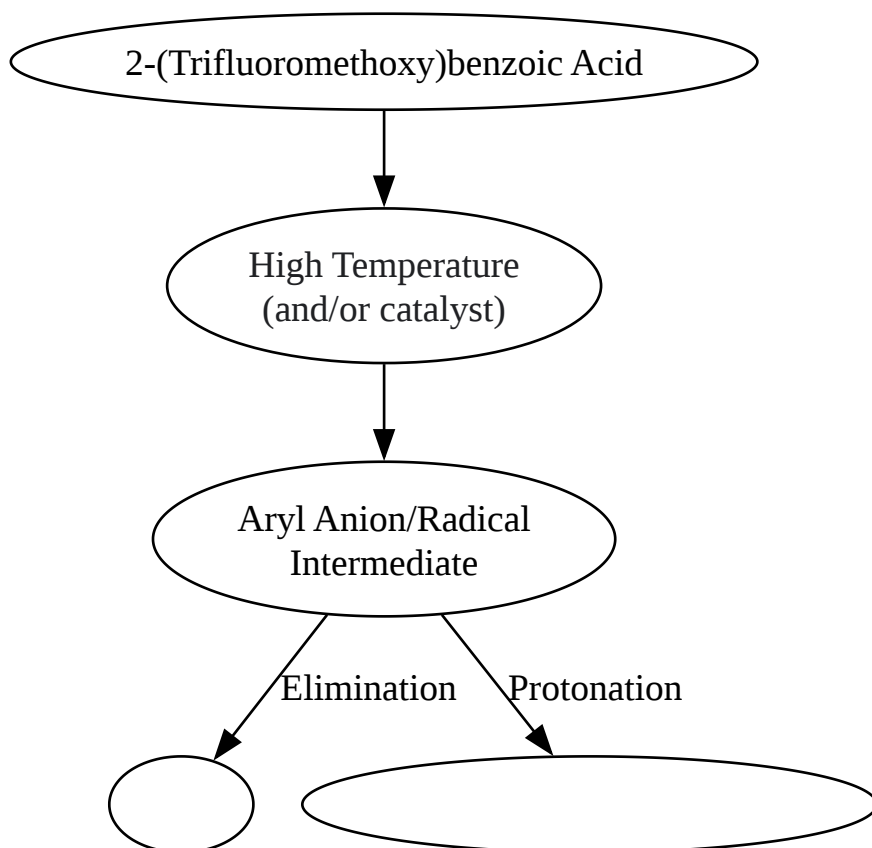 2-(Trifluoromethoxy)benzoic Acid
High Temperature
(and/or catalyst)
Aryl Anion/Radical
Intermediate
Elimination
Protonation